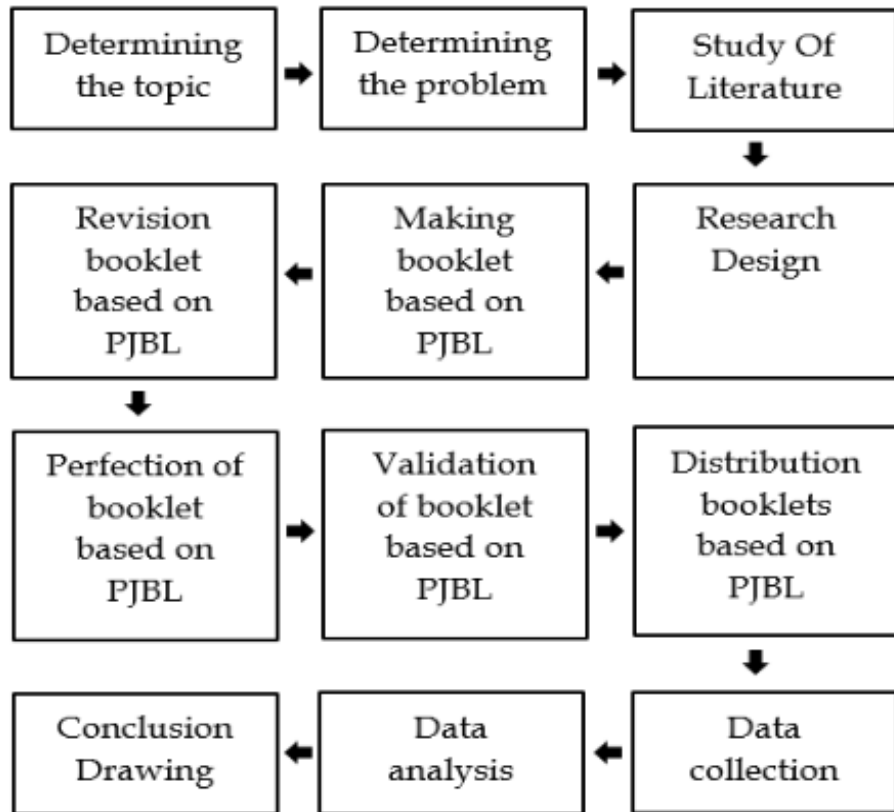 Determining
the topic
Determining
the problem
Study Of
Literature
Research
Design
Making
booklet
based on
PJBL
Revision
booklet
based on
PJBL
Perfection of
booklet
based on
PJBL
Validation
of booklet
based on
PJBL
Distribution
booklets
based on
PJBL
Data
collection
Data
analysis
Conclusion
Drawing